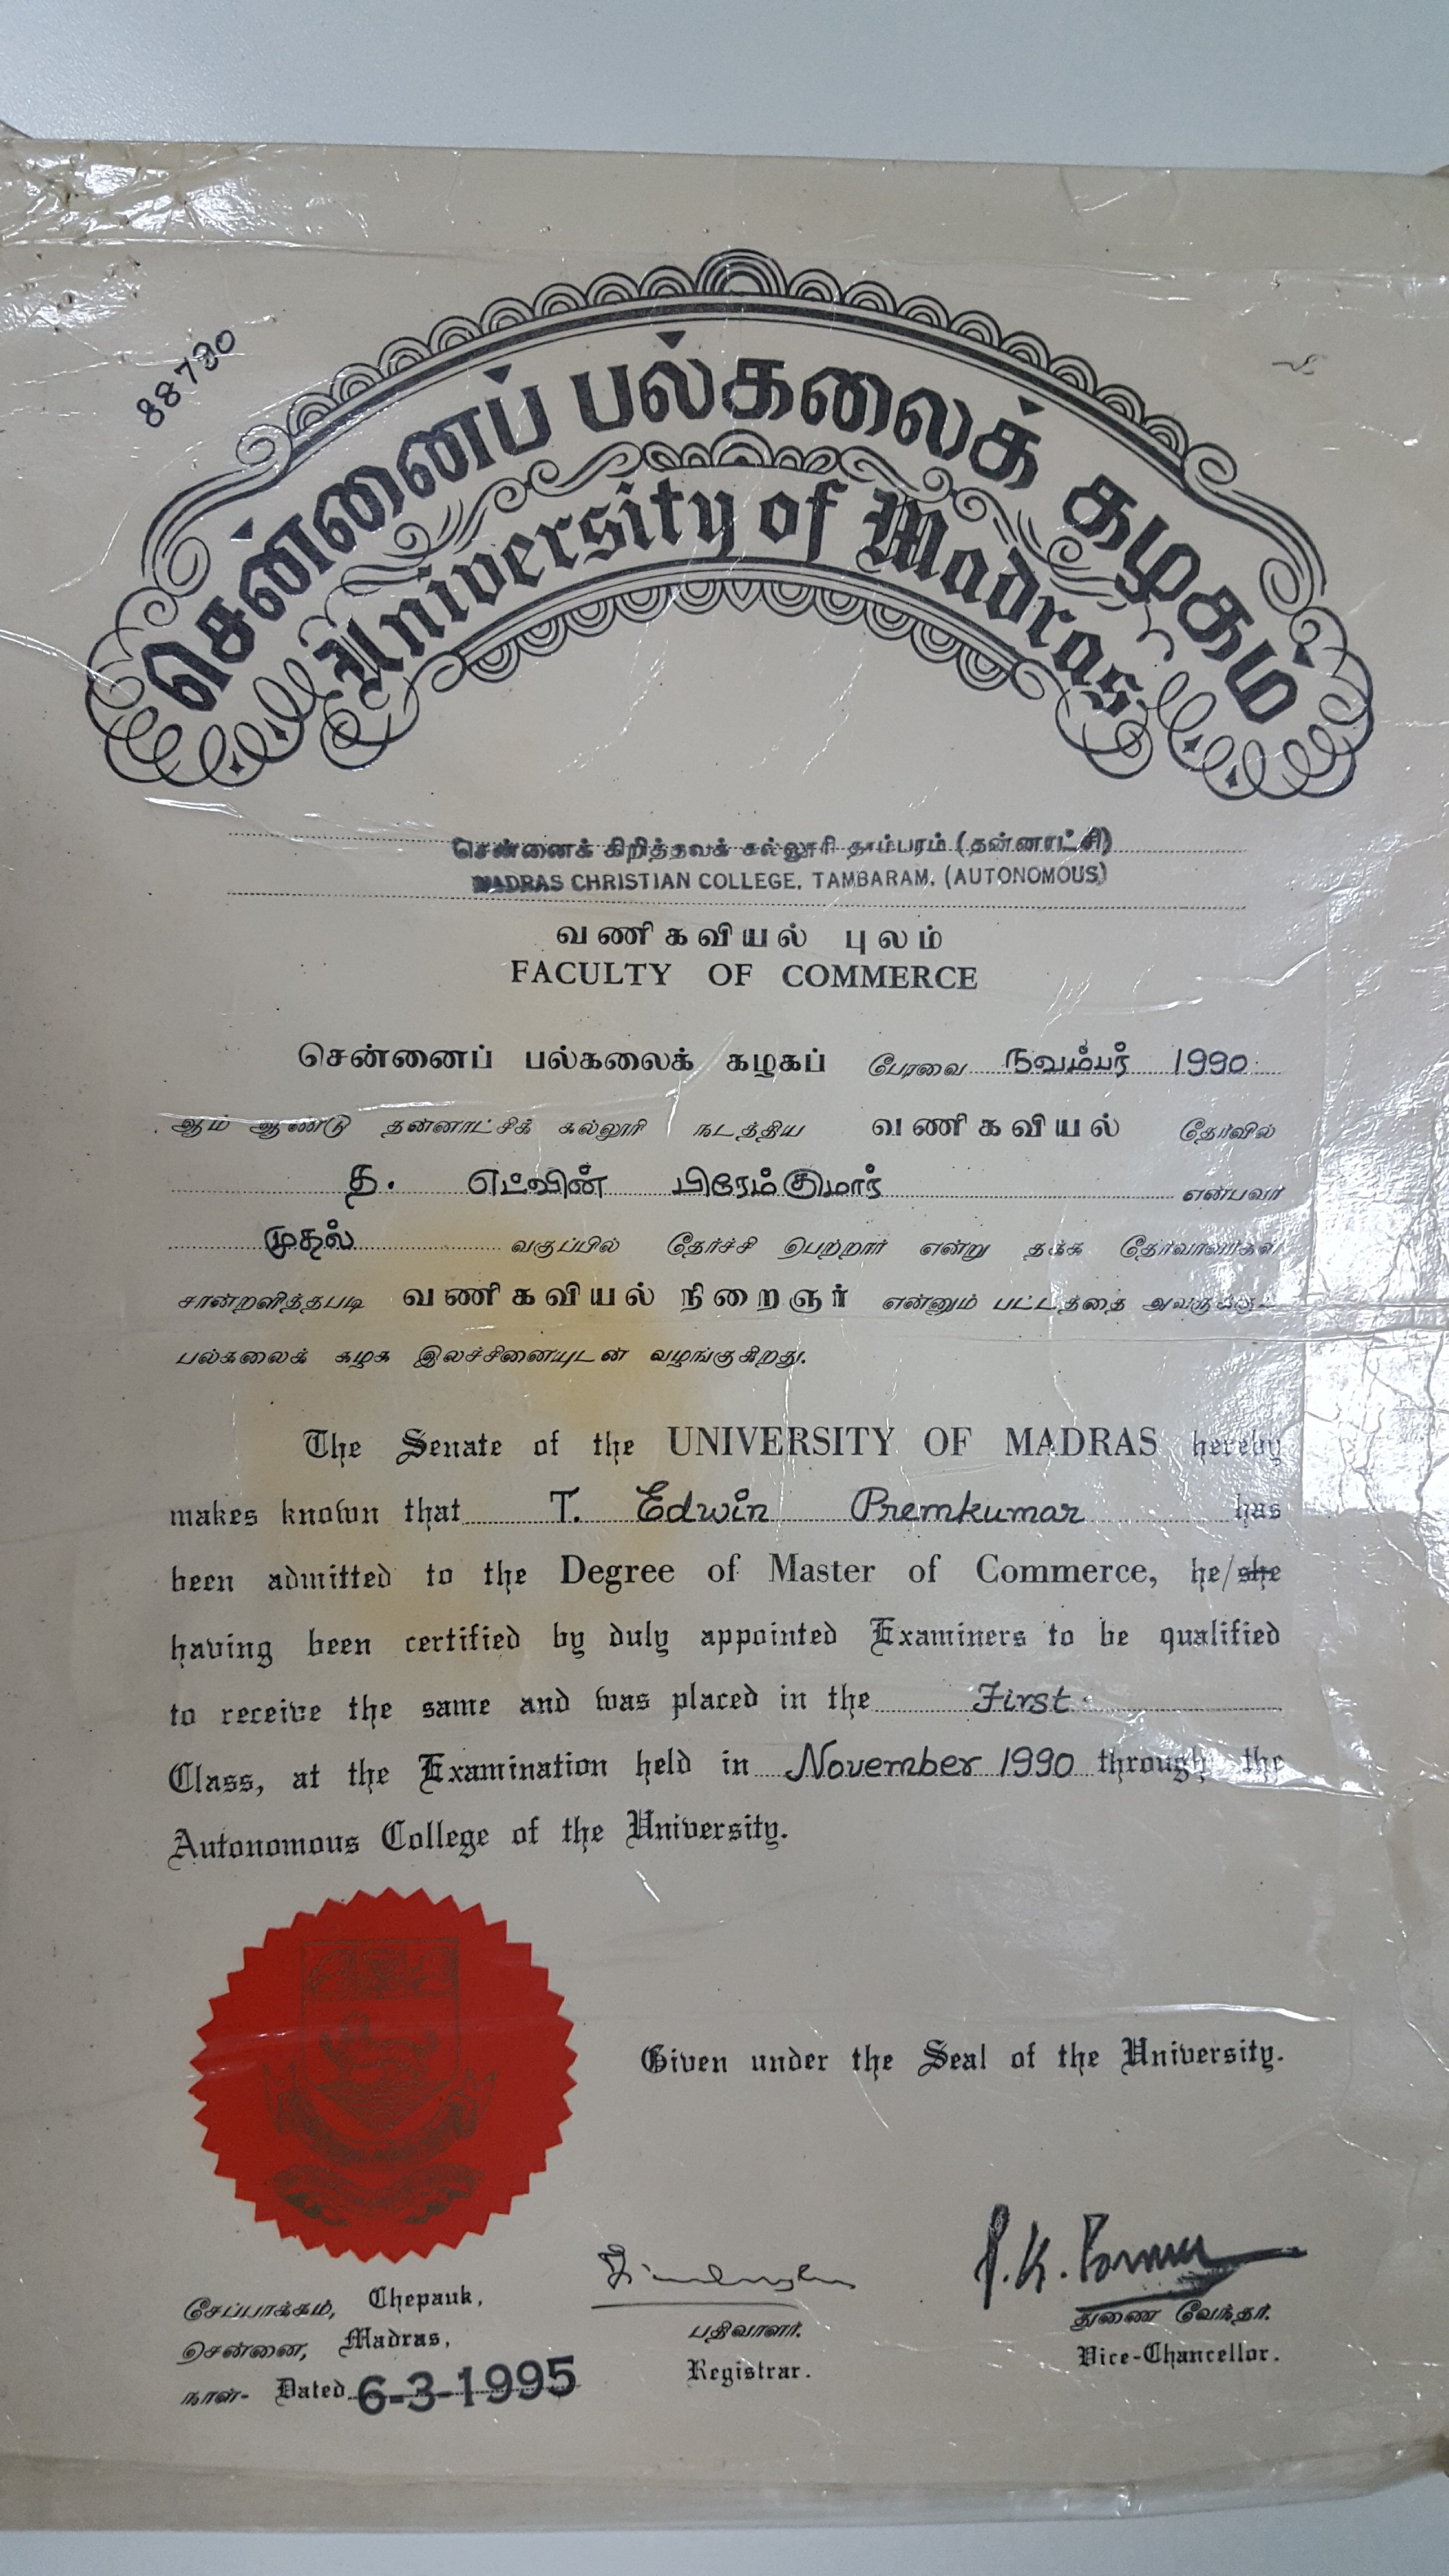 88730
சென்னைப் பல்கலைக் கழகம்
University of Madras
சென்னைக் கிறித்தவக் கல்லூரி தாம்பரம் (தன்னாட்சி)
MADRAS CHRISTIAN COLLEGE, TAMBARAM. (AUTONOMOUS)
வணிகவியல் புலம்
FACULTY OF COMMERCE
சென்னைப் பல்கலைக் கழகப் பேரவை நவம்பர் 1990
ஆம் ஆண்டு தன்னாட்சிக் கல்லூரி நடத்திய வணிகவியல் தேர்வில்
த. எட்வின் பிரேம்குமார் என்பவர்
முதல் வகுப்பில் தேர்ச்சி பெற்றார் என்று தக்க தேர்வாளர்கள்
சான்றளித்தபடி வணிகவியல் நிறைஞர் என்னும் பட்டத்தை அவருக்குப்
பல்கலைக் கழக இலச்சினையுடன் வழங்குகிறது.
The Senate of the UNIVERSITY OF MADRAS hereby
makes known that T. Edwin Premkumar has
been admitted to the Degree of Master of Commerce, he/she
having been certified by duly appointed Examiners to be qualified
to receive the same and was placed in the First
Class, at the Examination held in November 1990 through the
Autonomous College of the University.
Given under the Seal of the University.
சேப்பாக்கம், Chepauk,
சென்னை, Madras,
நாள்- Dated 6-3-1995
பதிவாளர்.
Registrar.
P. K. Ponnu
துணை வேந்தர்.
Vice-Chancellor.